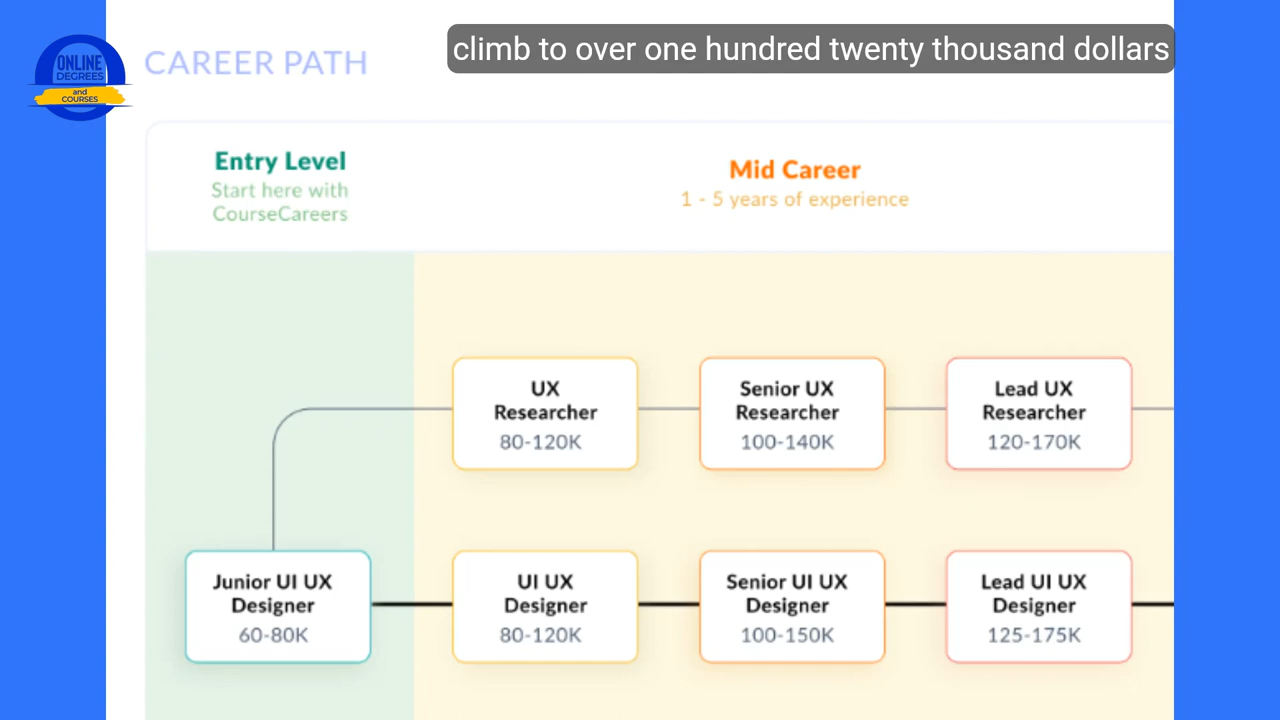 climb to over one hundred twenty thousand dollars
ONLINE
DEGREES
and
COURSES
CAREER PATH
Entry Level
Start here with
CourseCareers
Mid Career
1 - 5 years of experience
UX
Researcher
80-120K
Senior UX
Researcher
100-140K
Lead UX
Researcher
120-170K
Junior UI UX
Designer
60-80K
UI UX
Designer
80-120K
Senior UI UX
Designer
100-150K
Lead UI UX
Designer
125-175K